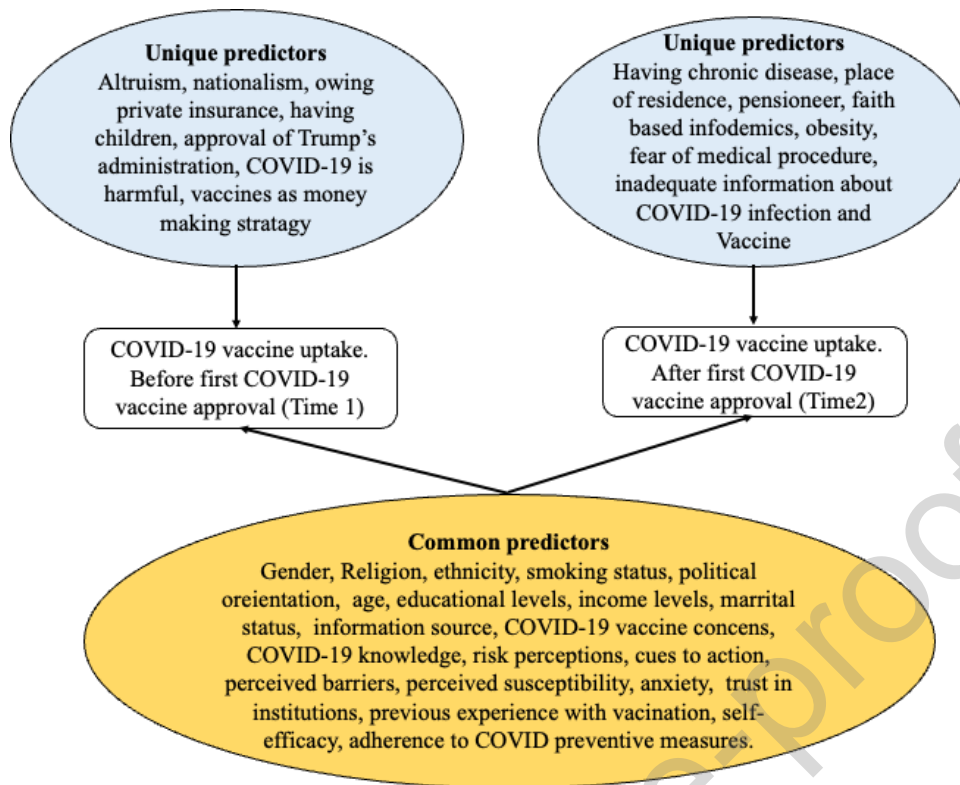 Unique predictors
Altruism, nationalism, owing
private insurance, having
children, approval of Trump's
administration, COVID-19 is
harmful, vaccines as money
making stratagy
Unique predictors
Having chronic disease, place
of residence, pensioneer, faith
based infodemics, obesity,
fear of medical procedure,
inadequate information about
COVID-19 infection and
Vaccine
COVID-19 vaccine uptake.
Before first COVID-19
vaccine approval (Time 1)
COVID-19 vaccine uptake.
After first COVID-19
vaccine approval (Time2)
Common predictors
Gender, Religion, ethnicity, smoking status, political
oreientation, age, educational levels, income levels, marrital
status, information source, COVID-19 vaccine concens,
COVID-19 knowledge, risk perceptions, cues to action,
perceived barriers, perceived susceptibility, anxiety, trust in
institutions, previous experience with vacination, self-
efficacy, adherence to COVID preventive measures.
e-proof